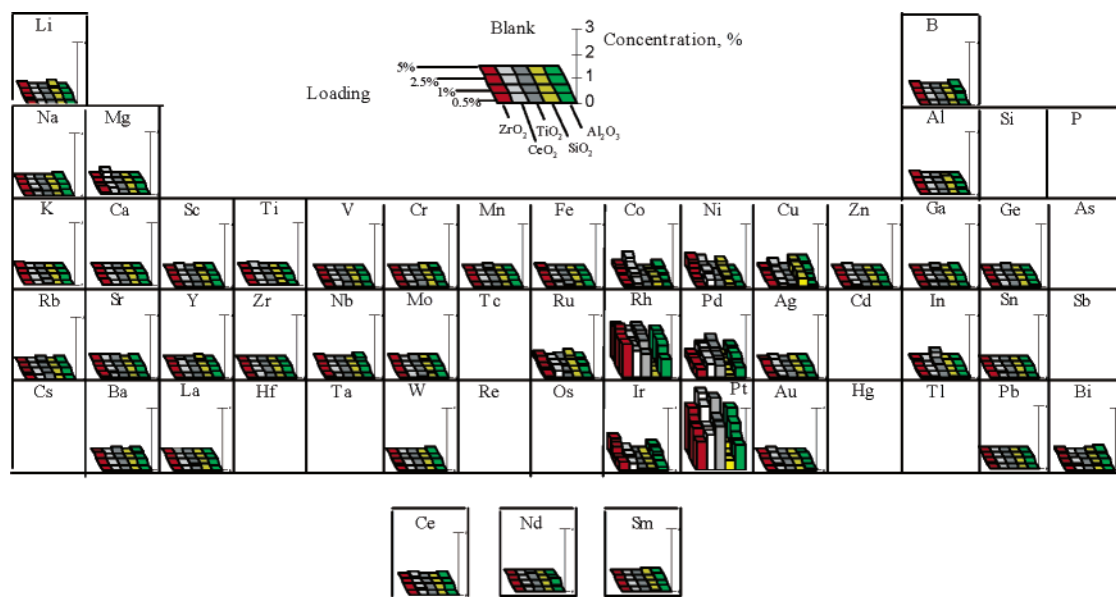 Li
Blank
3
Concentration, %
2
1
0
B
5%
2.5%
1%
0.5%
Loading
ZrO₂
TiO₂
Al₂O₃
CeO₂
SiO₂
Na Mg Al Si P
K Ca Sc Ti V Cr Mn Fe Co Ni Cu Zn Ga Ge As
Rb Sr Y Zr Nb Mo Tc Ru Rh Pd Ag Cd In Sn Sb
Cs Ba La Hf Ta W Re Os Ir Pt Au Hg Tl Pb Bi
Ce Nd Sm